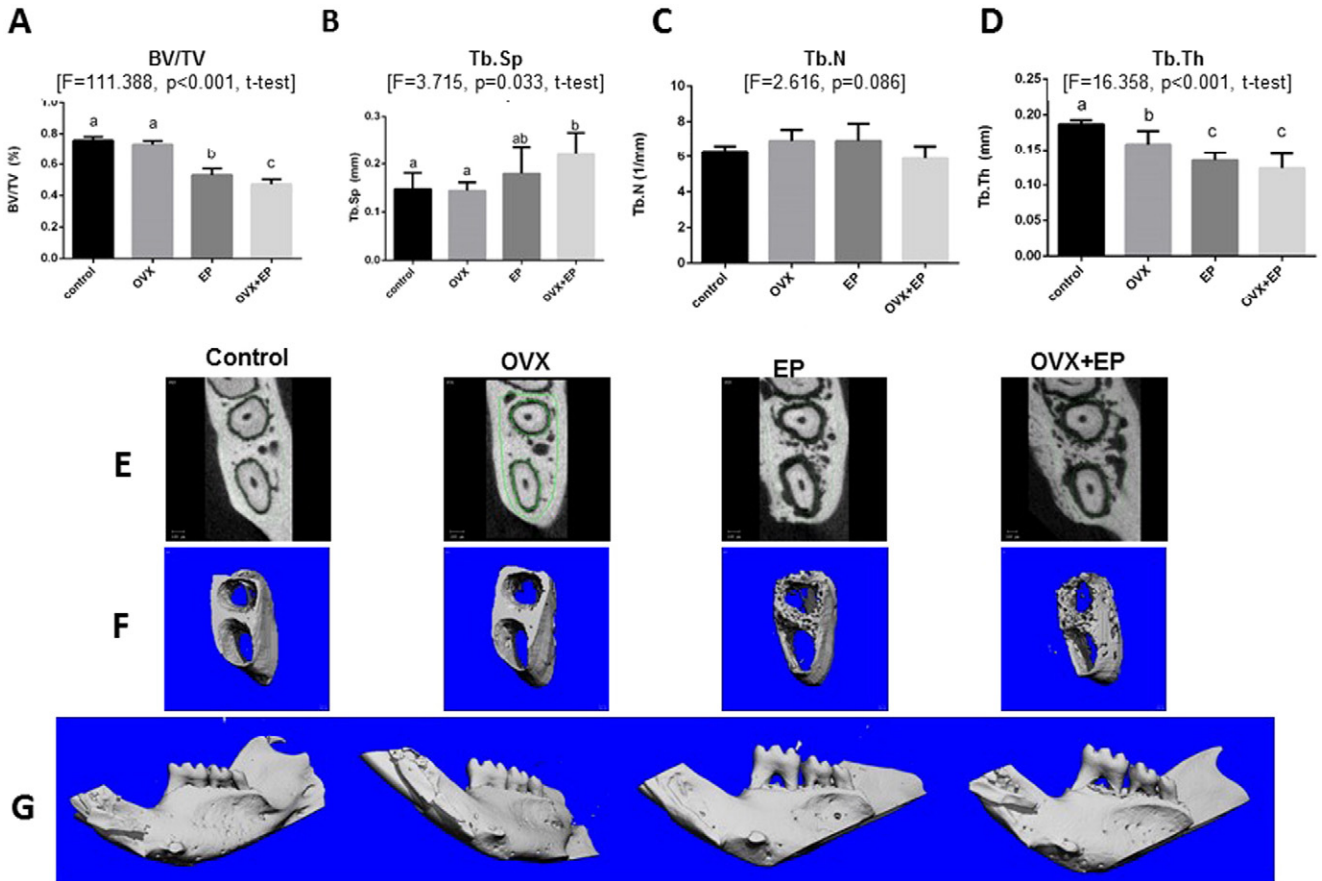 A
BV/TV
[F=111.388, p<0.001, t-test]
BV/TV (%)
1.0
0.8
0.6
0.4
0.2
0.0
a
a
b
c
control
OVX
EP
OVX+EP
B
Tb.Sp
[F=3.715, p=0.033, t-test]
Tb.Sp (mm)
0.3
0.2
0.1
0.0
a
a
ab
b
control
OVX
EP
OVX+EP
C
Tb.N
[F=2.616, p=0.086]
Tb.N (1/mm)
10
8
6
4
2
0
control
OVX
EP
OVX+EP
D
Tb.Th
[F=16.358, p<0.001, t-test]
Tb.Th (mm)
0.25
0.20
0.15
0.10
0.05
0.00
a
b
c
c
control
OVX
EP
OVX+EP
Control
OVX
EP
OVX+EP
E
F
G